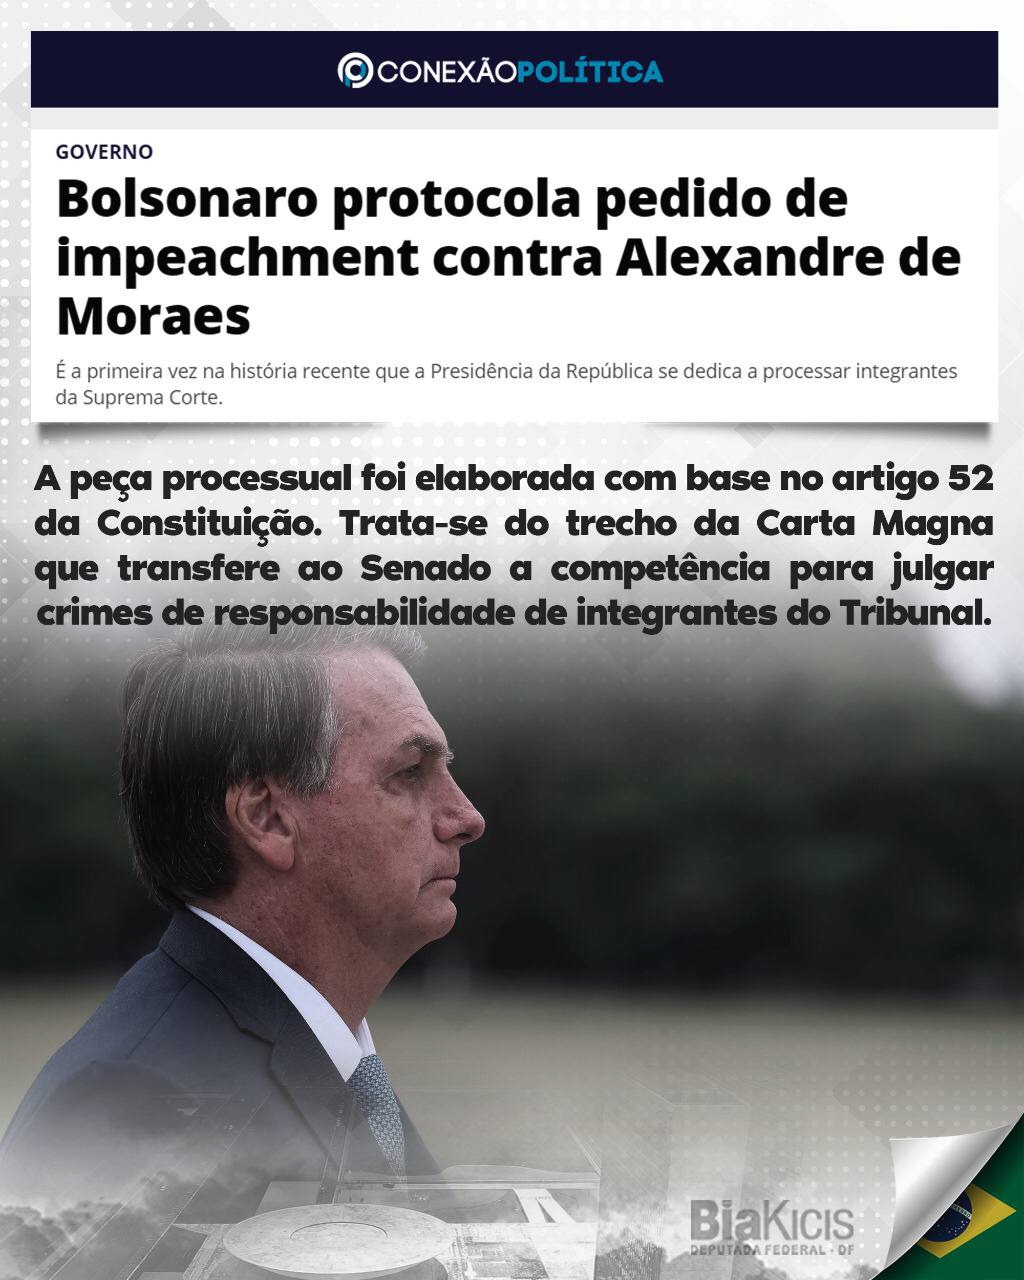 CONEXÃOPOLÍTICA
GOVERNO
Bolsonaro protocola pedido de
impeachment contra Alexandre de
Moraes
É a primeira vez na história recente que a Presidência da República se dedica a processar integrantes
da Suprema Corte.
A peça processual foi elaborada com base no artigo 52
da Constituição. Trata-se do trecho da Carta Magna
que transfere ao Senado a competência para julgar
crimes de responsabilidade de integrantes do Tribunal.
BIAKICIS
DEPUTADA FEDERAL · DF